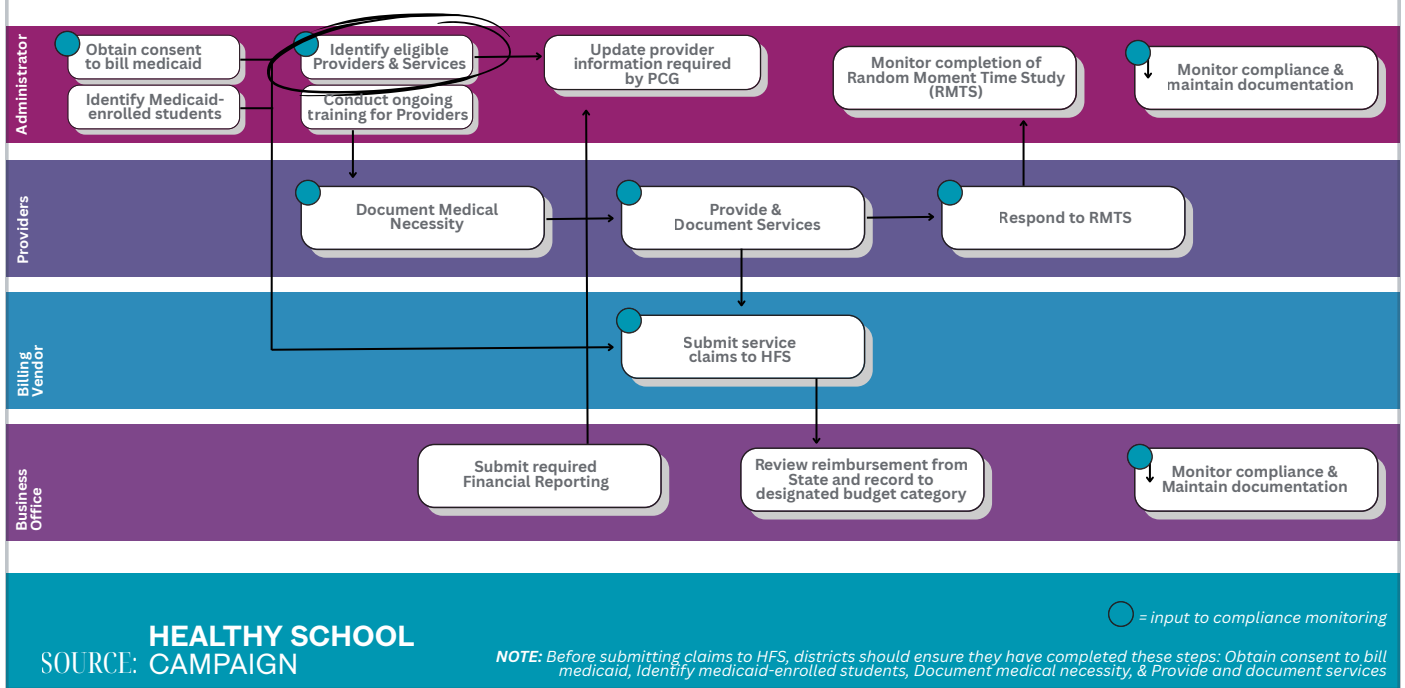 Administrator
Obtain consent
to bill medicaid
Identify Medicaid-
enrolled students
Identify eligible
Providers & Services
Conduct ongoing
training for Providers
Update provider
information required
by PCG
Monitor completion of
Random Moment Time Study
(RMTS)
Monitor compliance &
maintain documentation
Providers
Document Medical
Necessity
Provide &
Document Services
Respond to RMTS
Billing
Vendor
Submit service
claims to HFS
Business
Office
Submit required
Financial Reporting
Review reimbursement from
State and record to
designated budget category
Monitor compliance &
Maintain documentation
= input to compliance monitoring
SOURCE: HEALTHY SCHOOL
CAMPAIGN
NOTE: Before submitting claims to HFS, districts should ensure they have completed these steps: Obtain consent to bill
medicaid, Identify medicaid-enrolled students, Document medical necessity, & Provide and document services